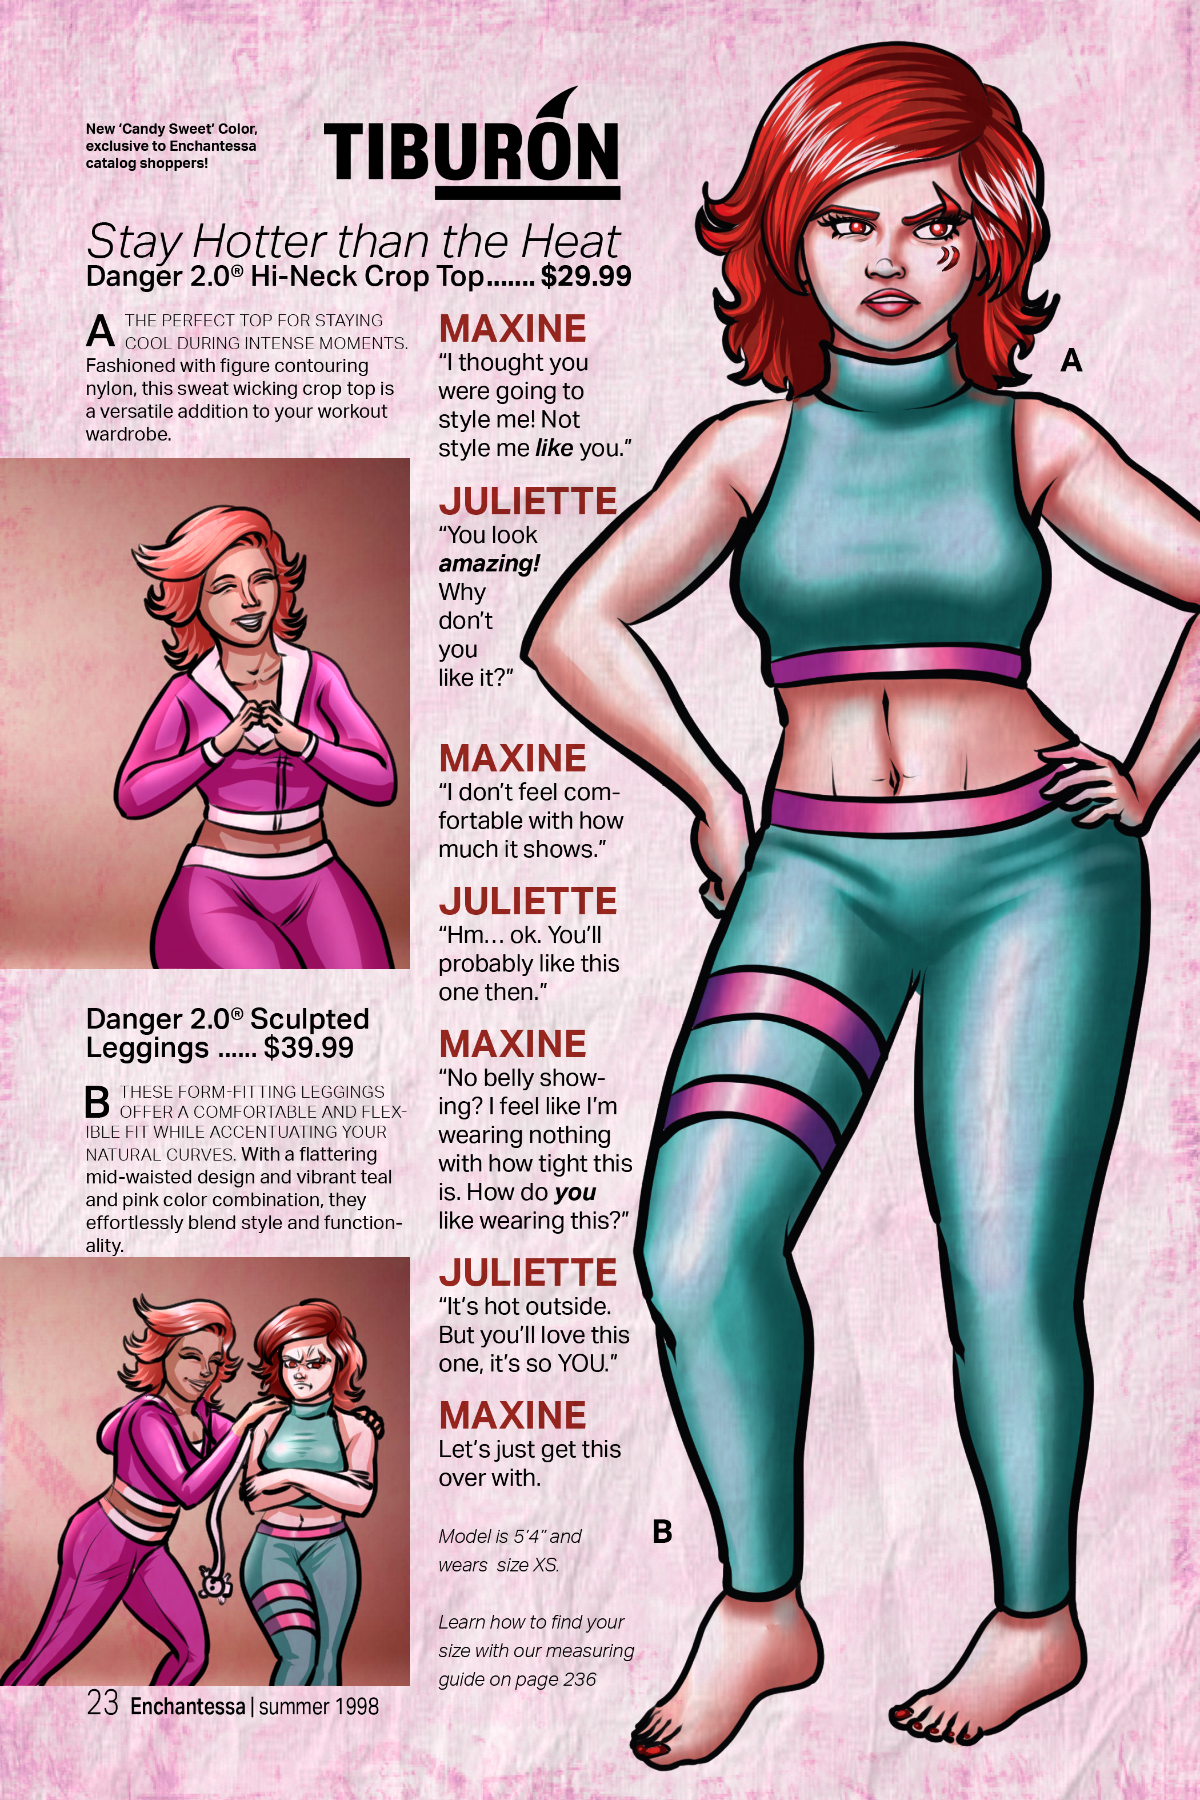 New ‘Candy Sweet’ Color,
exclusive to Enchantessa
catalog shoppers!
TIBURÓN
Stay Hotter than the Heat
Danger 2.0® Hi-Neck Crop Top....... $29.99
A THE PERFECT TOP FOR STAYING
COOL DURING INTENSE MOMENTS.
Fashioned with figure contouring
nylon, this sweat wicking crop top is
a versatile addition to your workout
wardrobe.
Danger 2.0® Sculpted
Leggings ...... $39.99
B THESE FORM-FITTING LEGGINGS
OFFER A COMFORTABLE AND FLEX-
IBLE FIT WHILE ACCENTUATING YOUR
NATURAL CURVES. With a flattering
mid-waisted design and vibrant teal
and pink color combination, they
effortlessly blend style and function-
ality.
MAXINE
“I thought you
were going to
style me! Not
style me like you.”
JULIETTE
“You look
amazing!
Why
don’t
you
like it?”
MAXINE
“I don’t feel com-
fortable with how
much it shows.”
JULIETTE
“Hm... ok. You’ll
probably like this
one then.”
MAXINE
“No belly show-
ing? I feel like I’m
wearing nothing
with how tight this
is. How do you
like wearing this?”
JULIETTE
“It’s hot outside.
But you’ll love this
one, it’s so YOU.”
MAXINE
Let’s just get this
over with.
Model is 5’4” and
wears size XS.
Learn how to find your
size with our measuring
guide on page 236
A
B
23 Enchantessa | summer 1998